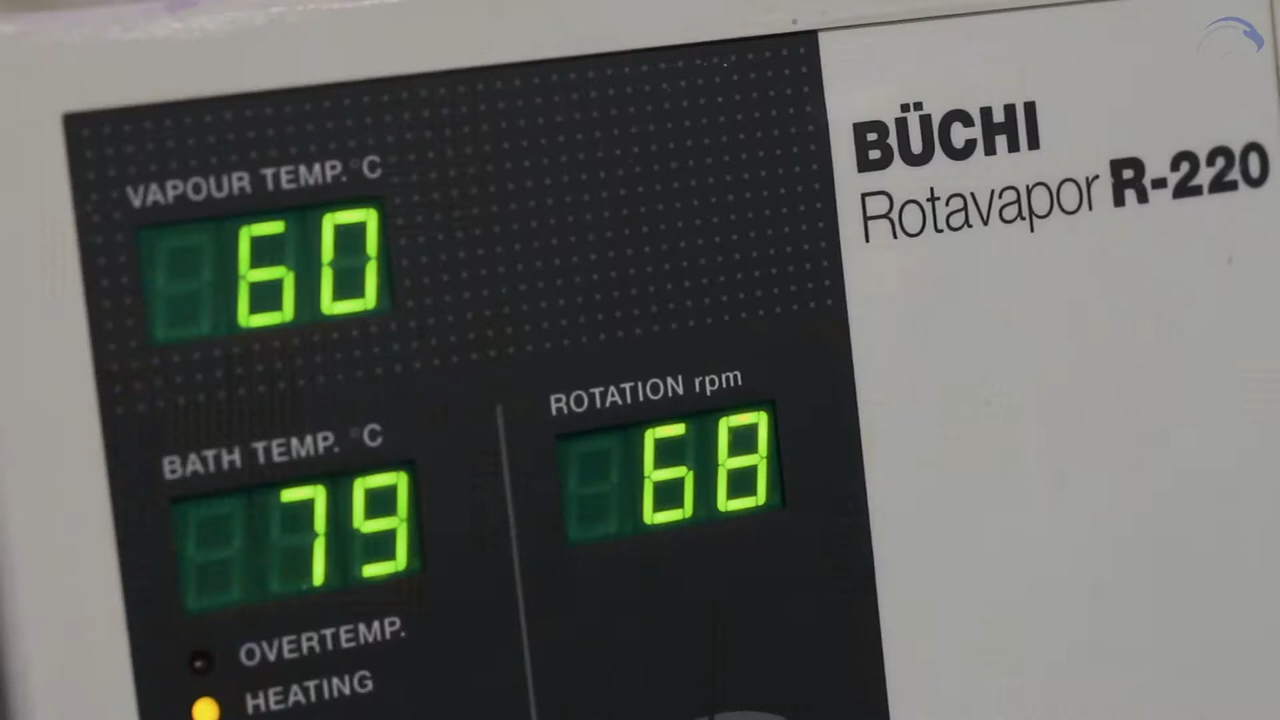 BÜCHI
Rotavapor R-220
VAPOUR TEMP. °C
60
ROTATION rpm
68
BATH TEMP. °C
79
OVERTEMP.
HEATING